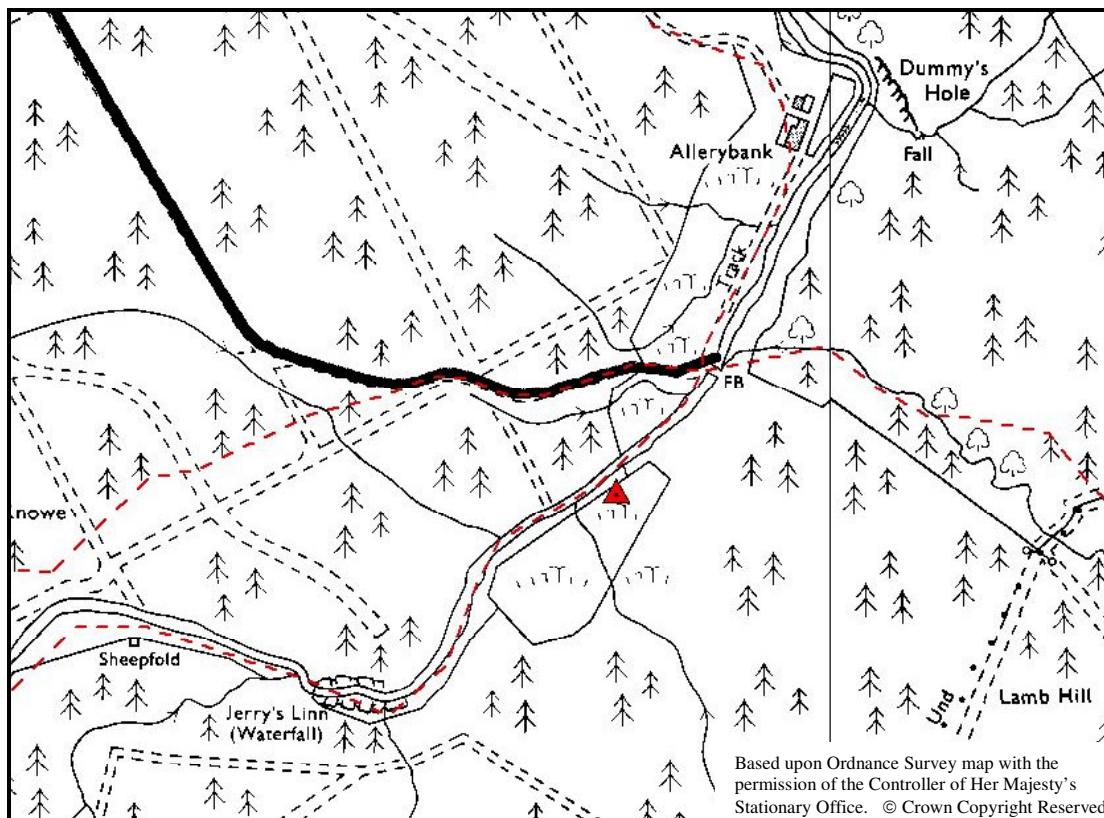 Dummy's
Hole
Fall
Allerybank
Track
FB
Knowe
Sheepfold
Jerry's Linn
(Waterfall)
Und
Lamb Hill
Based upon Ordnance Survey map with the
permission of the Controller of Her Majesty's
Stationary Office. © Crown Copyright Reserved